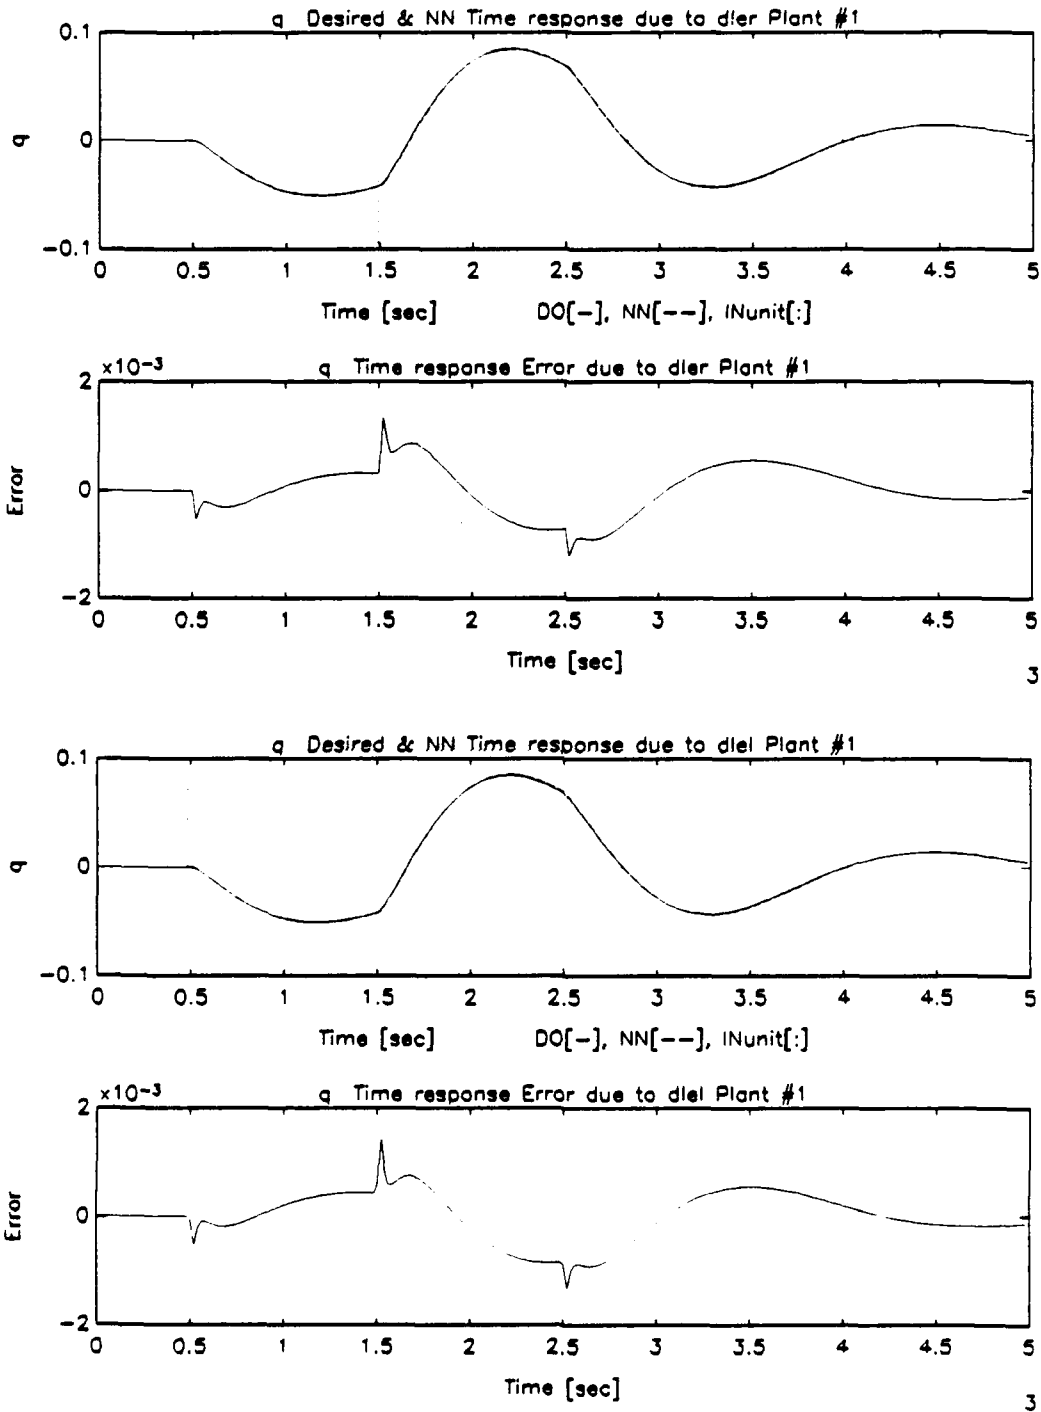 q Desired & NN Time response due to dler Plant #1
0.1
0
-0.1
q
0 0.5 1 1.5 2 2.5 3 3.5 4 4.5 5
Time [sec] DO[-], NN[--], INunit[:]
×10-3 q Time response Error due to dler Plant #1
2
0
-2
Error
0 0.5 1 1.5 2 2.5 3 3.5 4 4.5 5
Time [sec]
3
q Desired & NN Time response due to dlel Plant #1
0.1
0
-0.1
q
0 0.5 1 1.5 2 2.5 3 3.5 4 4.5 5
Time [sec] DO[-], NN[--], INunit[:]
×10-3 q Time response Error due to dlel Plant #1
2
0
-2
Error
0 0.5 1 1.5 2 2.5 3 3.5 4 4.5 5
Time [sec]
3